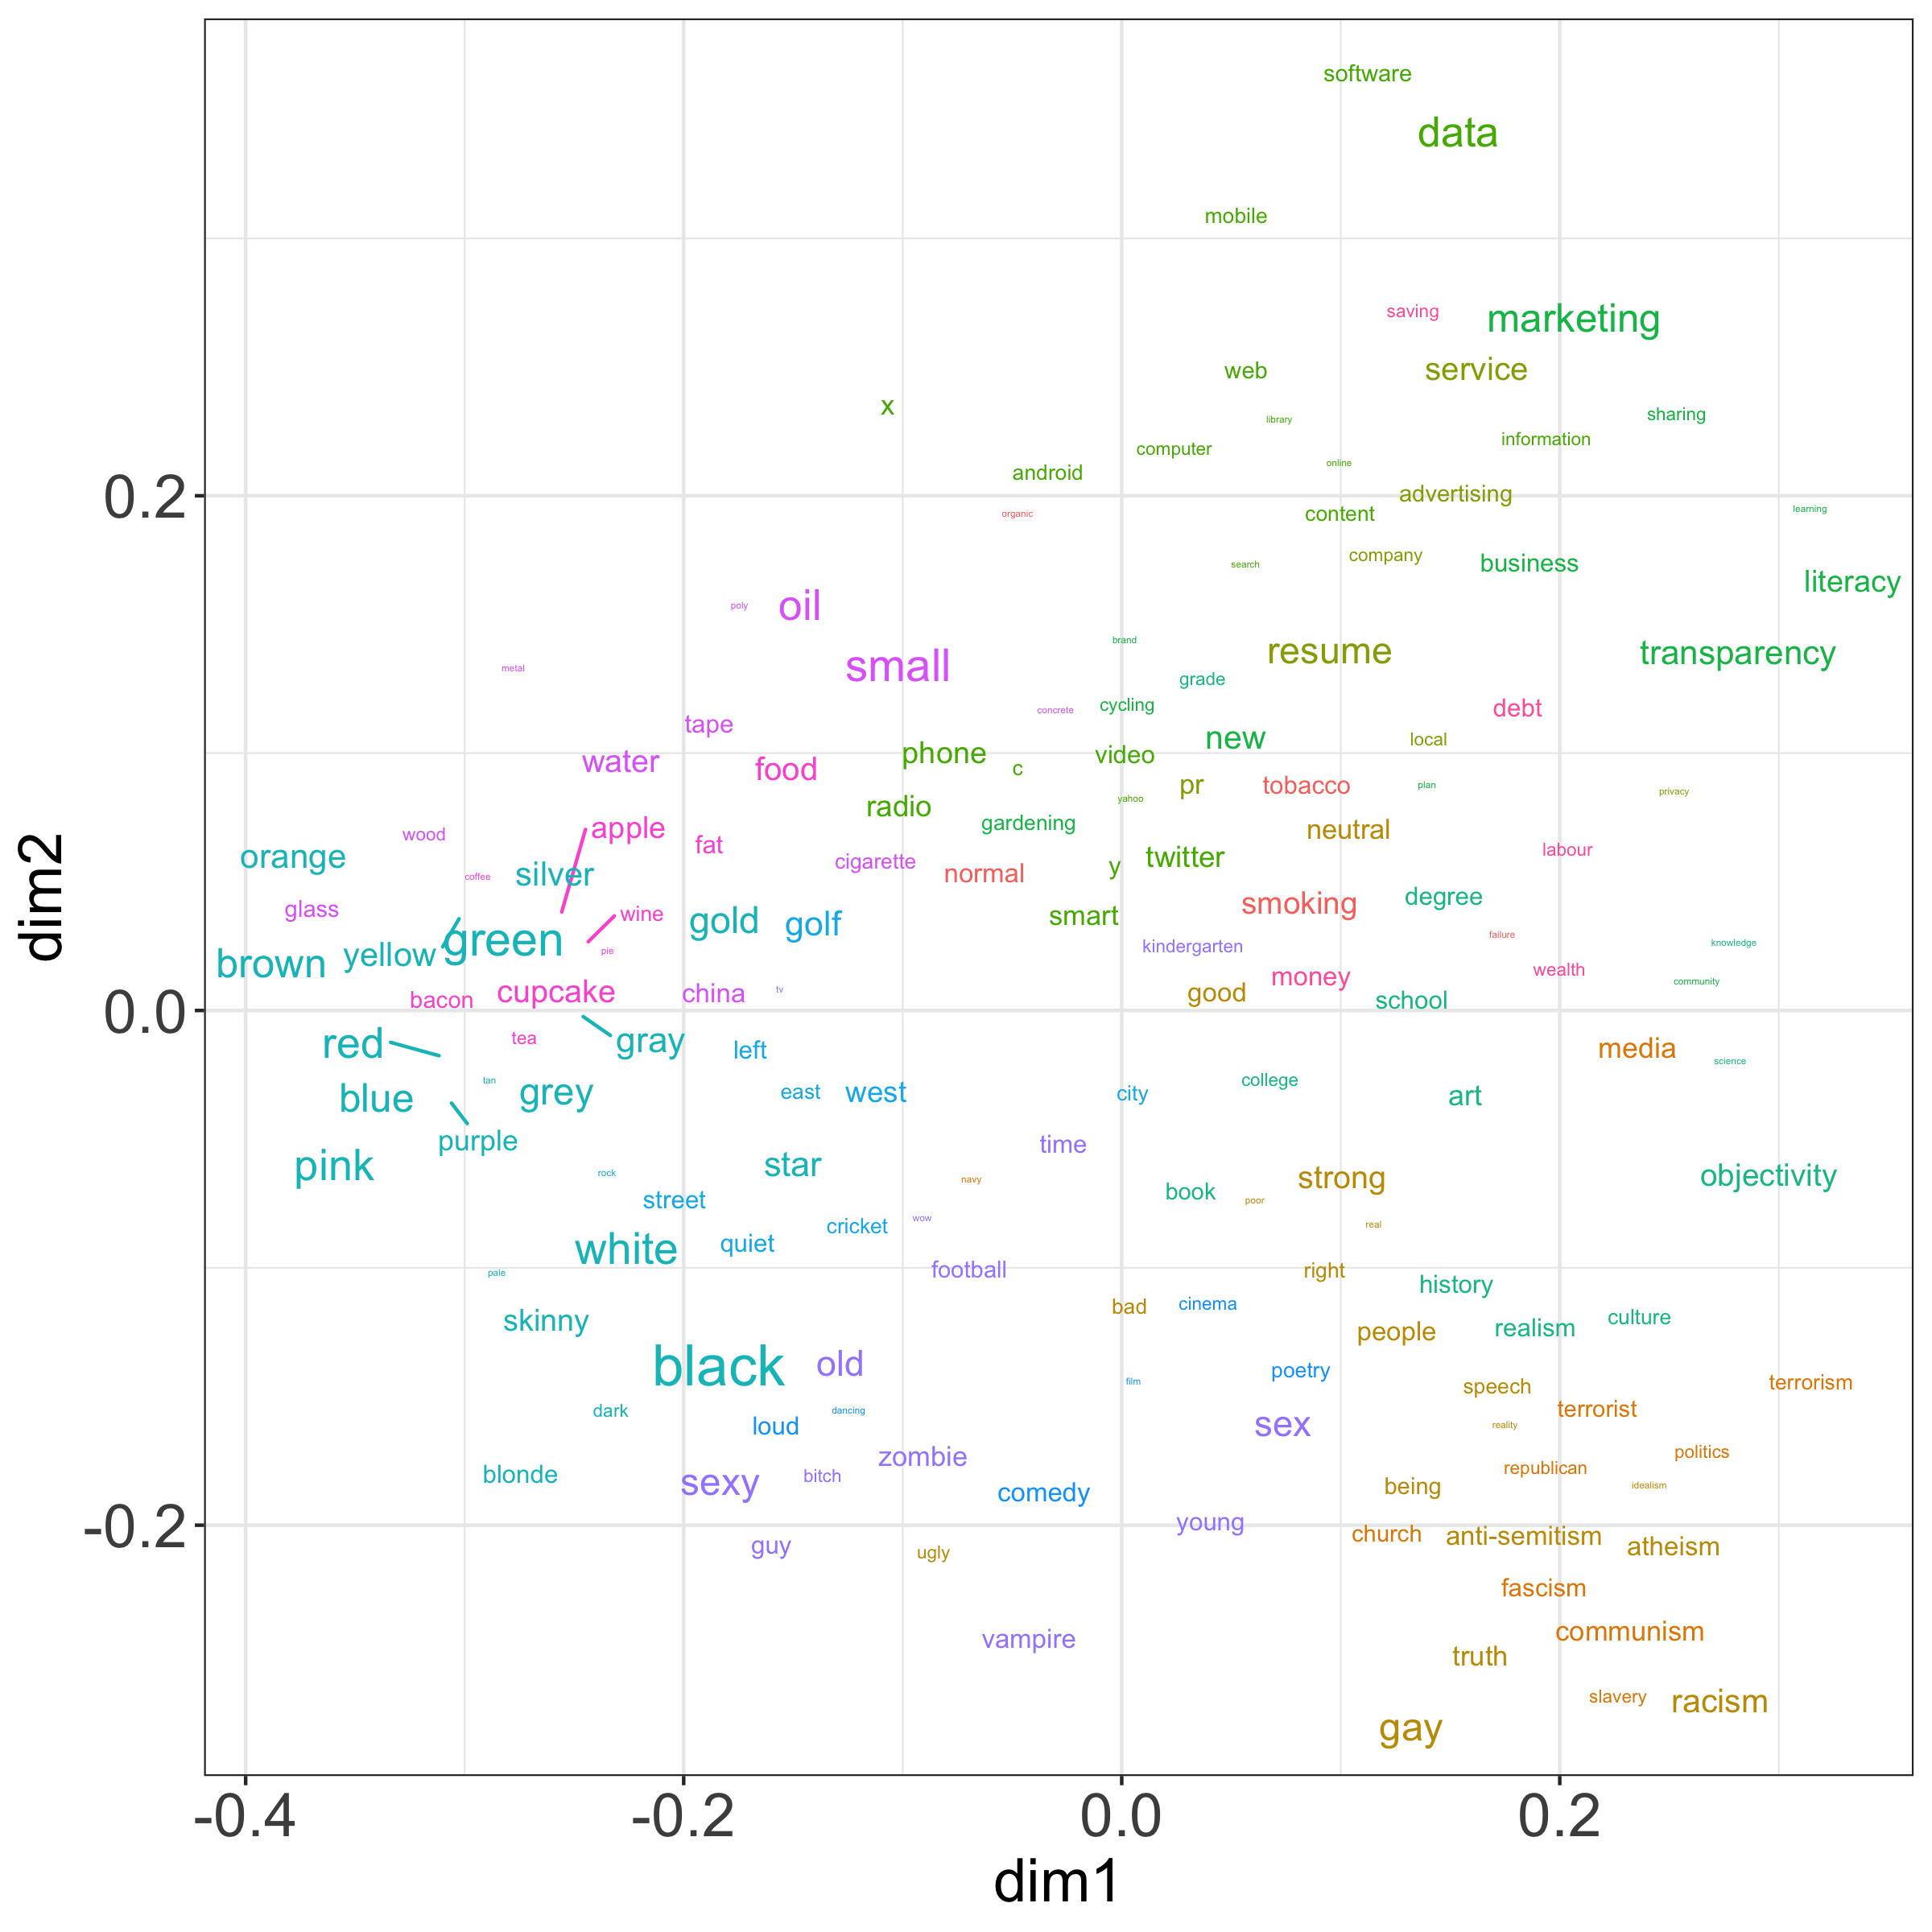 software
data
mobile
saving
marketing
web
service
x
library
sharing
computer
information
online
android
advertising
organic
content
learning
company
search
business
literacy
poly
oil
brand
small
resume
transparency
metal
grade
cycling
concrete
debt
tape
new
local
phone
video
water
food
c
pr
tobacco
plan
privacy
yahoo
radio
gardening
apple
neutral
wood
fat
labour
orange
cigarette
twitter
silver
coffee
normal
y
degree
smoking
glass
wine
gold
golf
smart
failure
green
kindergarten
knowledge
yellow
pie
brown
wealth
money
community
bacon
cupcake
china
tv
good
school
0.2
0.0
-0.2
dim2
red
tea
gray
left
media
science
tan
college
blue
grey
east
west
city
art
purple
time
pink
rock
star
navy
strong
objectivity
street
book
poor
wow
cricket
real
white
quiet
football
right
pale
history
bad
cinema
skinny
people
realism
culture
black
old
film
poetry
speech
terrorism
dark
dancing
loud
sex
terrorist
reality
zombie
politics
blonde
sexy
bitch
republican
comedy
being
idealism
young
church
anti-semitism
guy
ugly
atheism
fascism
vampire
communism
truth
slavery
racism
gay
-0.4
-0.2
0.0
0.2
dim1